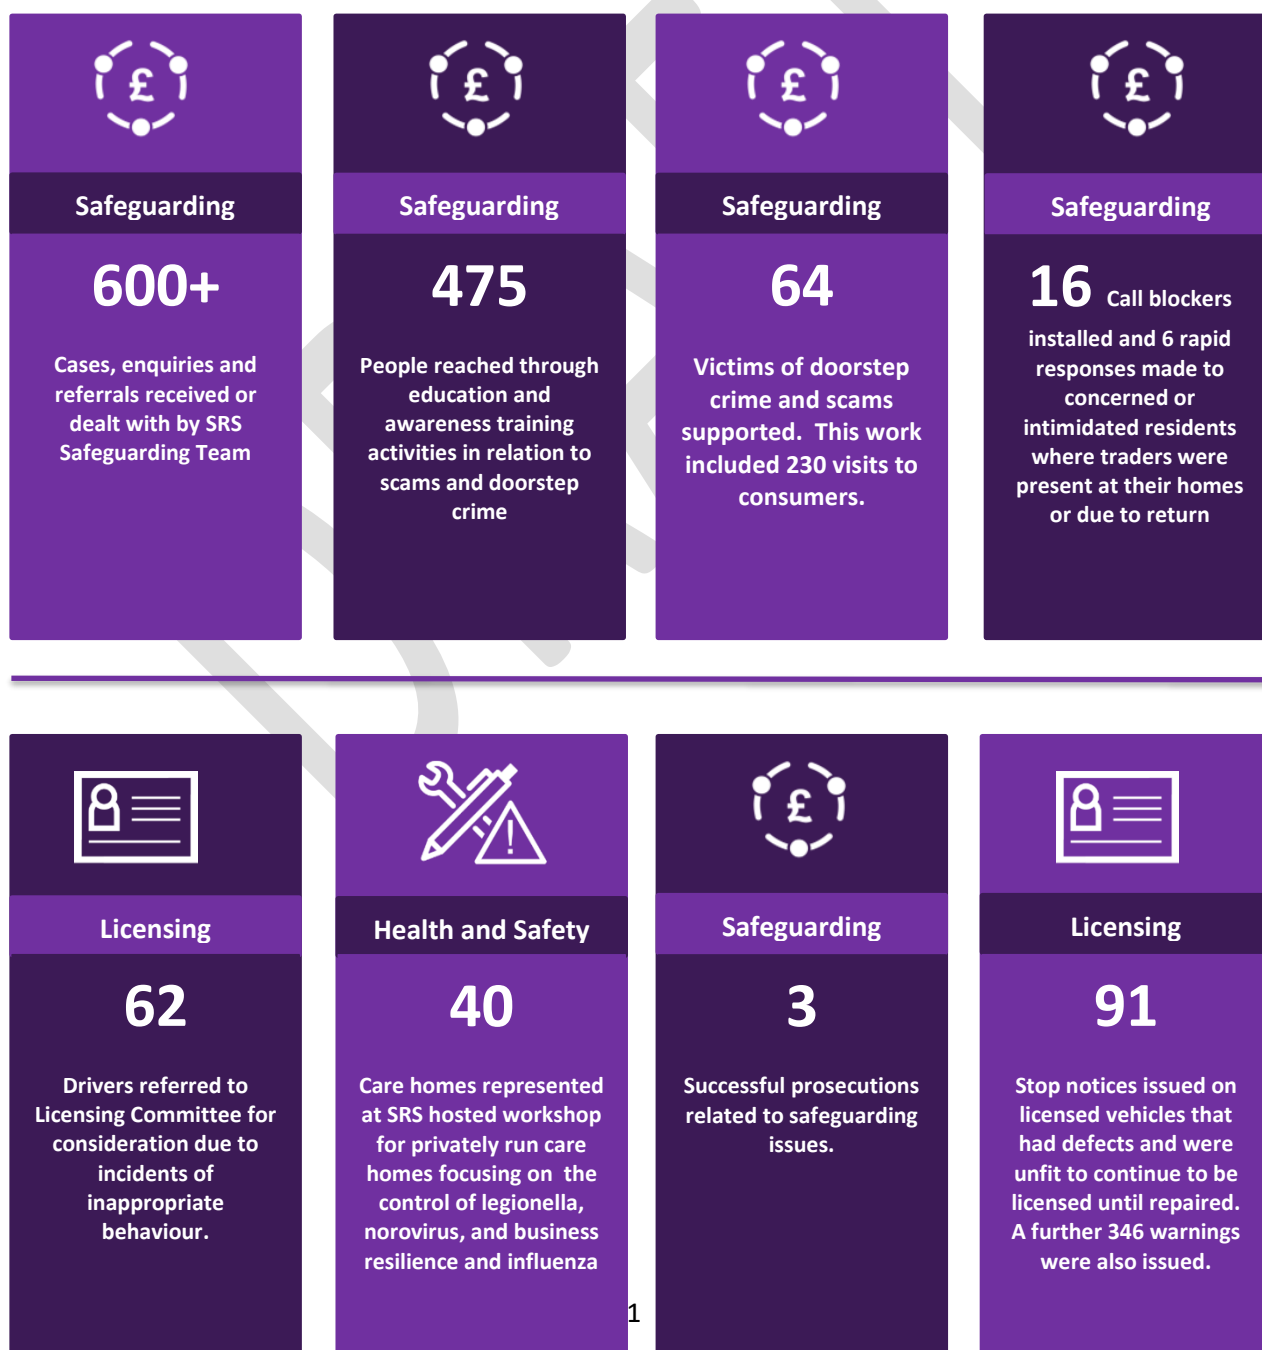 £
Safeguarding
600+
Cases, enquiries and
referrals received or
dealt with by SRS
Safeguarding Team
£
Safeguarding
475
People reached through
education and
awareness training
activities in relation to
scams and doorstep
crime
£
Safeguarding
64
Victims of doorstep
crime and scams
supported.  This work
included 230 visits to
consumers.
£
Safeguarding
16 Call blockers
installed and 6 rapid
responses made to
concerned or
intimidated residents
where traders were
present at their homes
or due to return
Licensing
62
Drivers referred to
Licensing Committee for
consideration due to
incidents of
inappropriate
behaviour.
!
Health and Safety
40
Care homes represented
at SRS hosted workshop
for privately run care
homes focusing on  the
control of legionella,
norovirus, and business
resilience and influenza
£
Safeguarding
3
Successful prosecutions
related to safeguarding
issues.
Licensing
91
Stop notices issued on
licensed vehicles that
had defects and were
unfit to continue to be
licensed until repaired.
A further 346 warnings
were also issued.
1